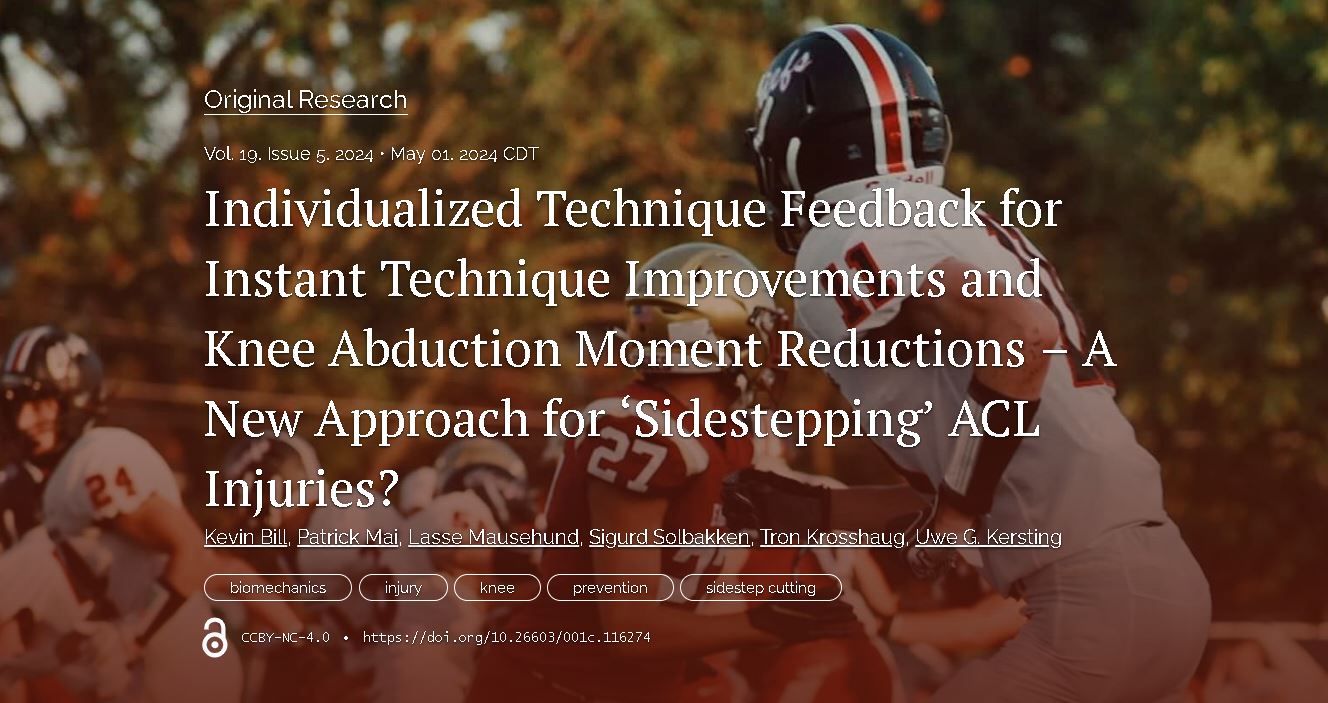 Original Research
Vol. 19, Issue 5, 2024 • May 01, 2024 CDT
Individualized Technique Feedback for
Instant Technique Improvements and
Knee Abduction Moment Reductions – A
New Approach for ‘Sidestepping’ ACL
Injuries?
Kevin Bill, Patrick Mai, Lasse Mausehund, Sigurd Solbakken, Tron Krosshaug, Uwe G. Kersting
biomechanics injury knee prevention sidestep cutting
CCBY-NC-4.0 • https://doi.org/10.26603/001c.116274
11
27
24